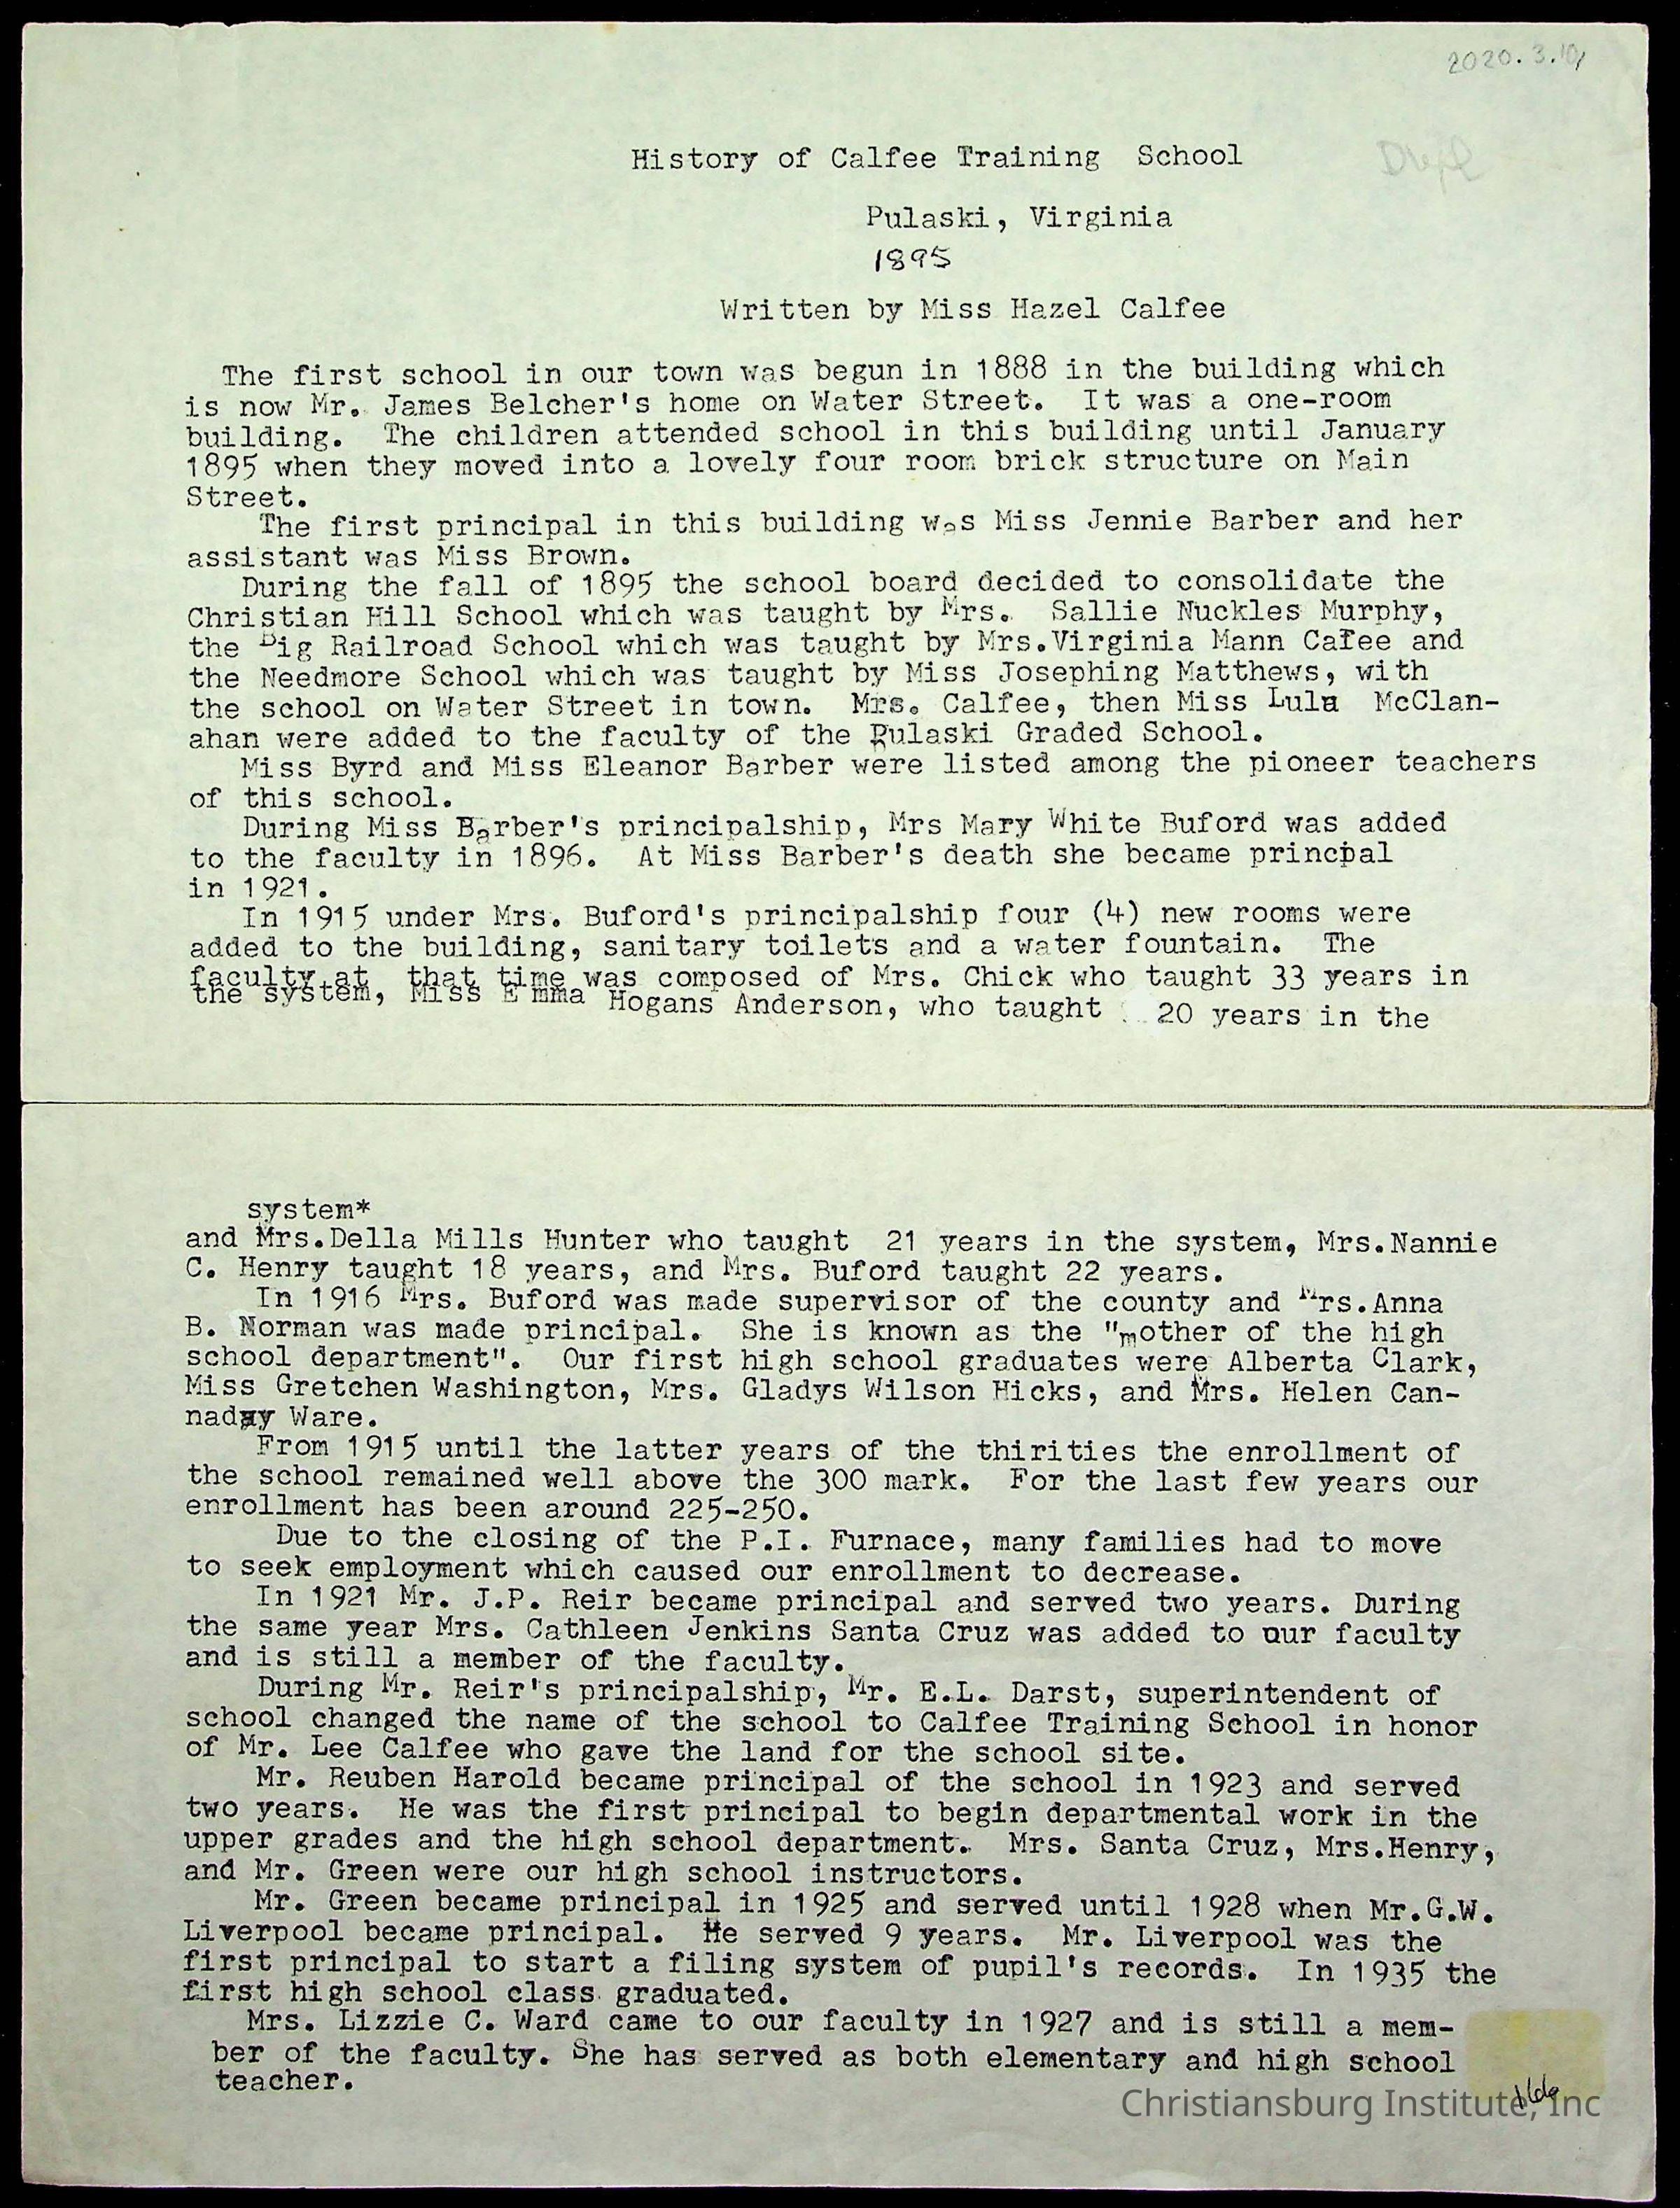 2020.3.10,
History of Calfee Training School
Pulaski, Virginia
1895
Written by Miss Hazel Calfee
The first school in our town was begun in 1888 in the building which
is now Mr. James Belcher's home on Water Street. It was a one-room
building. The children attended school in this building until January
1895 when they moved into a lovely four room brick structure on Main
Street.
The first principal in this building was Miss Jennie Barber and her
assistant was Miss Brown.
During the fall of 1895 the school board decided to consolidate the
Christian Hill School which was taught by Mrs. Sallie Nuckles Murphy,
the Big Railroad School which was taught by Mrs.Virginia Mann Cafee and
the Needmore School which was taught by Miss Josephing Matthews, with
the school on Water Street in town. Mrs. Calfee, then Miss Lula McClan-
ahan were added to the faculty of the Pulaski Graded School.
Miss Byrd and Miss Eleanor Barber were listed among the pioneer teachers
of this school.
During Miss Barber's principalship, Mrs Mary White Buford was added
to the faculty in 1896. At Miss Barber's death she became princpal
in 1921.
In 1915 under Mrs. Buford's principalship four (4) new rooms were
added to the building, sanitary toilets and a water fountain. The
faculty at that time was composed of Mrs. Chick who taught 33 years in
the system, Miss Emma Hogans Anderson, who taught 20 years in the
system*
and Mrs.Della Mills Hunter who taught 21 years in the system, Mrs.Nannie
C. Henry taught 18 years, and Mrs. Buford taught 22 years.
In 1916 Mrs. Buford was made supervisor of the county and Mrs.Anna
B. Norman was made principal. She is known as the "mother of the high
school department". Our first high school graduates were Alberta Clark,
Miss Gretchen Washington, Mrs. Gladys Wilson Hicks, and Mrs. Helen Can-
naday Ware.
From 1915 until the latter years of the thirities the enrollment of
the school remained well above the 300 mark. For the last few years our
enrollment has been around 225-250.
Due to the closing of the P.I. Furnace, many families had to move
to seek employment which caused our enrollment to decrease.
In 1921 Mr. J.P. Reir became principal and served two years. During
the same year Mrs. Cathleen Jenkins Santa Cruz was added to our faculty
and is still a member of the faculty.
During Mr. Reir's principalship, Mr. E.L. Darst, superintendent of
school changed the name of the school to Calfee Training School in honor
of Mr. Lee Calfee who gave the land for the school site.
Mr. Reuben Harold became principal of the school in 1923 and served
two years. He was the first principal to begin departmental work in the
upper grades and the high school department. Mrs. Santa Cruz, Mrs.Henry,
and Mr. Green were our high school instructors.
Mr. Green became principal in 1925 and served until 1928 when Mr.G.W.
Liverpool became principal. He served 9 years. Mr. Liverpool was the
first principal to start a filing system of pupil's records. In 1935 the
first high school class graduated.
Mrs. Lizzie C. Ward came to our faculty in 1927 and is still a mem-
ber of the faculty. She has served as both elementary and high school
teacher.
Christiansburg Institute, Inc